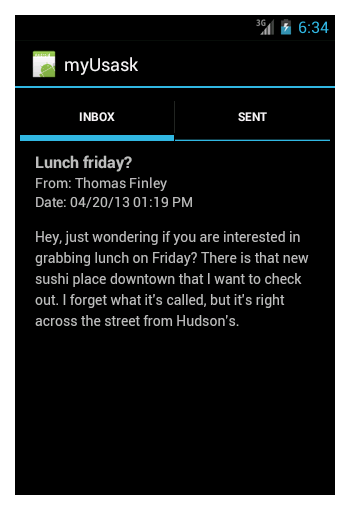 3G 6:34
myUsask
INBOX SENT
Lunch friday?
From: Thomas Finley
Date: 04/20/13 01:19 PM
Hey, just wondering if you are interested in
grabbing lunch on Friday? There is that new
sushi place downtown that I want to check
out. I forget what it's called, but it's right
across the street from Hudson's.